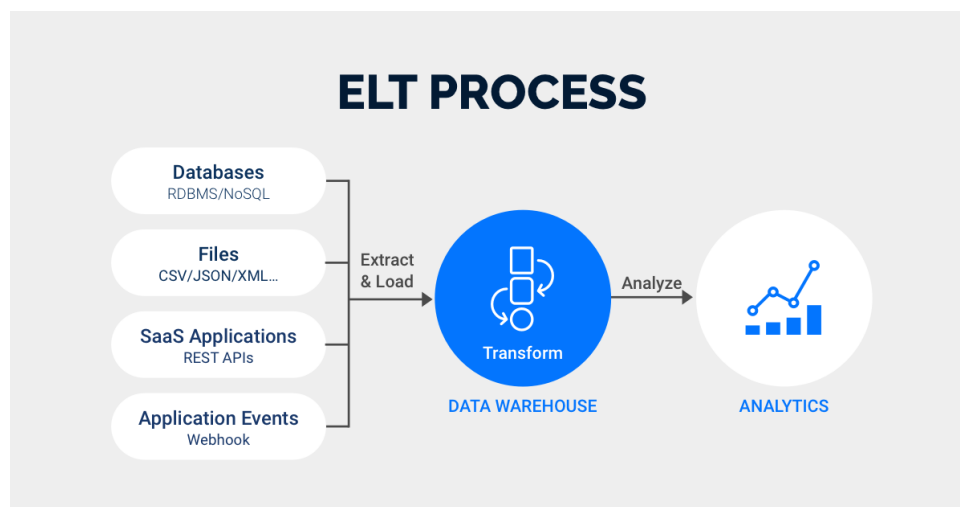 ELT PROCESS
Databases
RDBMS/NoSQL
Files
CSV/JSON/XML...
SaaS Applications
REST APIs
Application Events
Webhook
Extract
& Load
Transform
DATA WAREHOUSE
Analyze
ANALYTICS